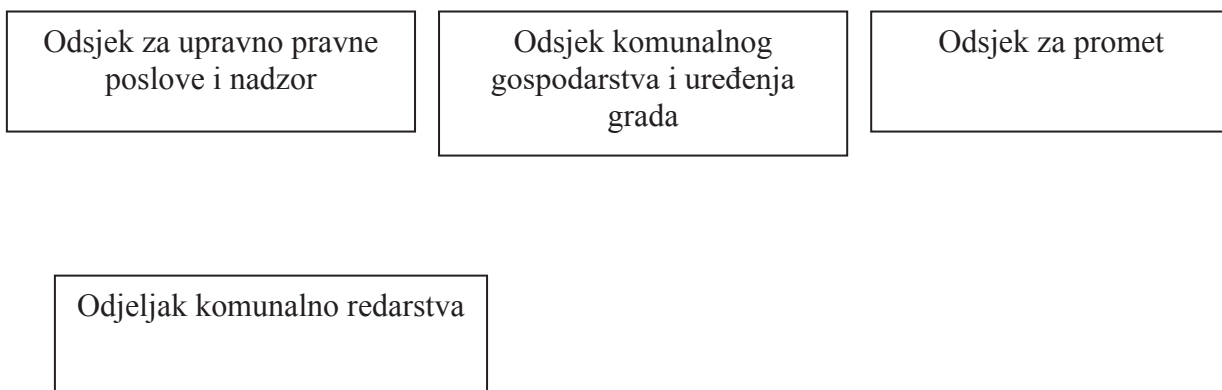 Odsjek za upravno pravne
poslove i nadzor
Odsjek komunalnog
gospodarstva i uređenja
grada
Odsjek za promet
Odjeljak komunalno redarstva